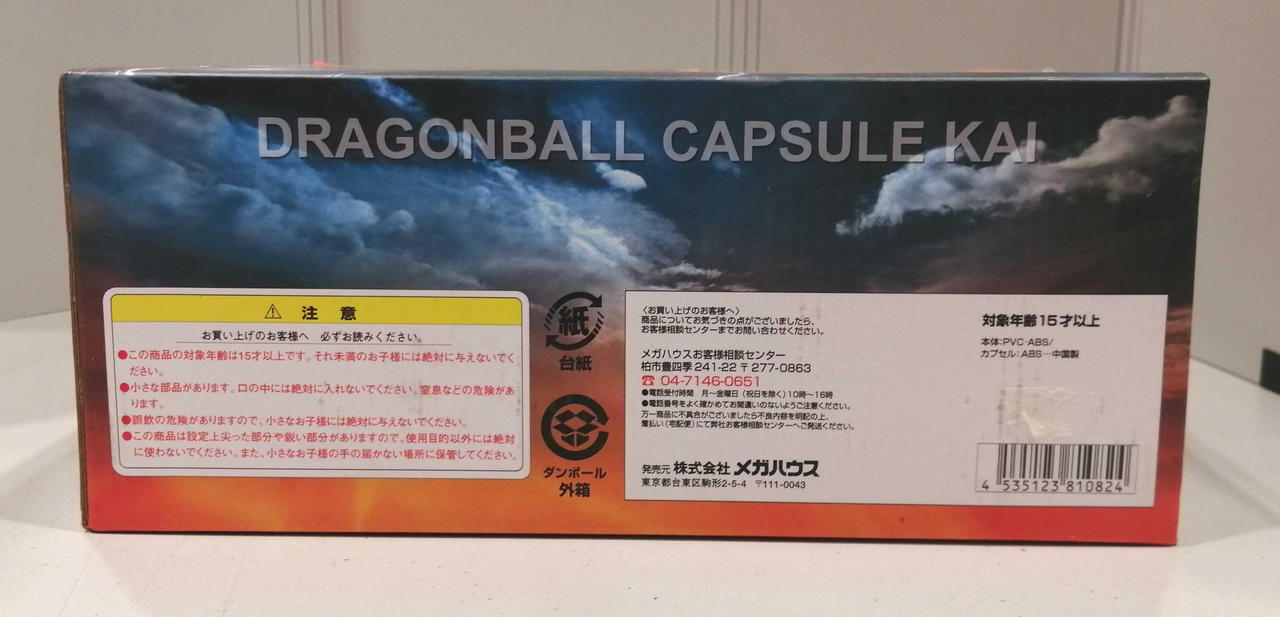 DRAGONBALL CAPSULE KAI
⚠ 注 意
お買い上げのお客様へ 必ずお読みください。
●この商品の対象年齢は15才以上です。それ未満のお子様には絶対に与えないでく
ださい。
●小さな部品があります。口の中には絶対に入れないでください。窒息などの危険があ
ります。
●誤飲の危険がありますので、小さなお子様には絶対に与えないでください。
●この商品は設定上尖った部分や鋭い部分がありますので、使用目的以外には絶対
に使わないでください。また、小さなお子様の手の届かない場所に保管してください。
紙
台紙
ダンボール
外箱
〈お買い上げのお客様へ〉
商品についてお気づきの点がございましたら、
お客様相談センターまでお問い合わせください。
メガハウスお客様相談センター
柏市豊四季241-22 〒277-0863
☎ 04-7146-0651
●電話受付時間 月〜金曜日（祝日を除く）10時〜16時
●電話番号をよく確かめてお間違いのないようご注意ください。
万一商品に不具合がございましたら不良内容を明記の上、
着払い（宅配便）にて弊社お客様相談センターへご発送ください。
発売元 株式会社 メガハウス
東京都台東区駒形2-5-4 〒111-0043
対象年齢15才以上
本体：PVC・ABS/
カプセル：ABS…中国製
4 535123 810824